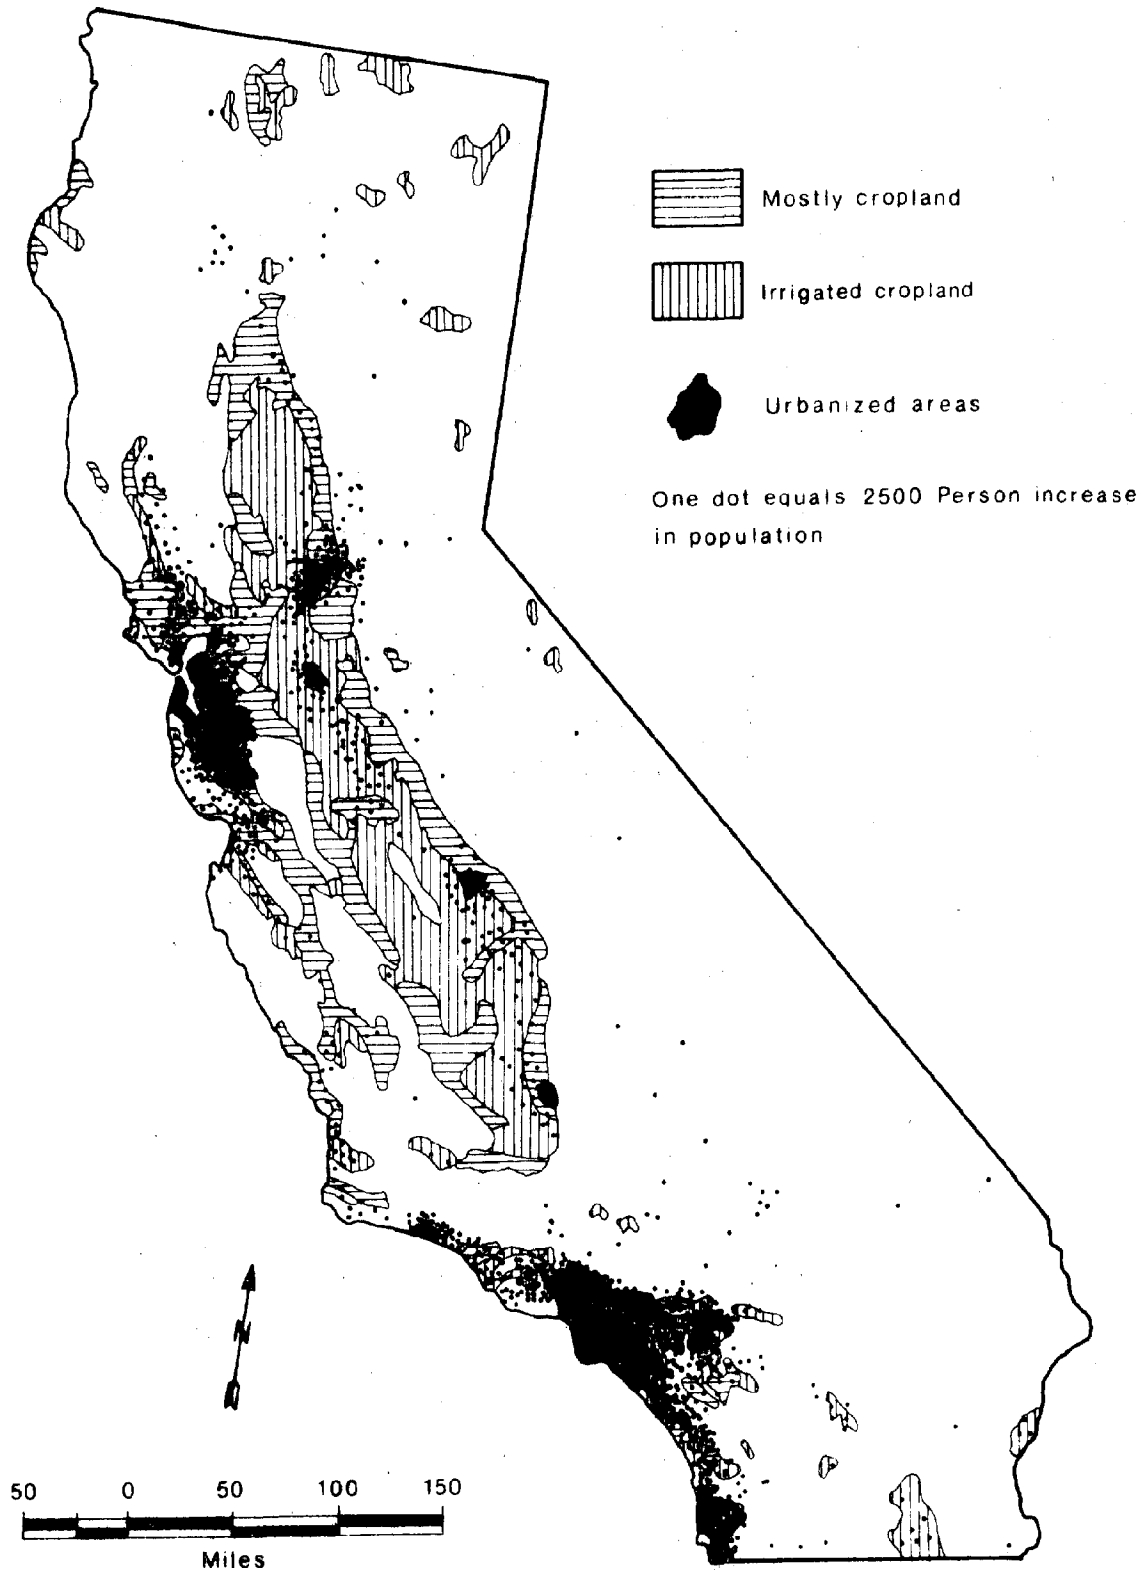 Mostly cropland
Irrigated cropland
Urbanized areas
One dot equals 2500 Person increase
in population
N
50 0 50 100 150
Miles